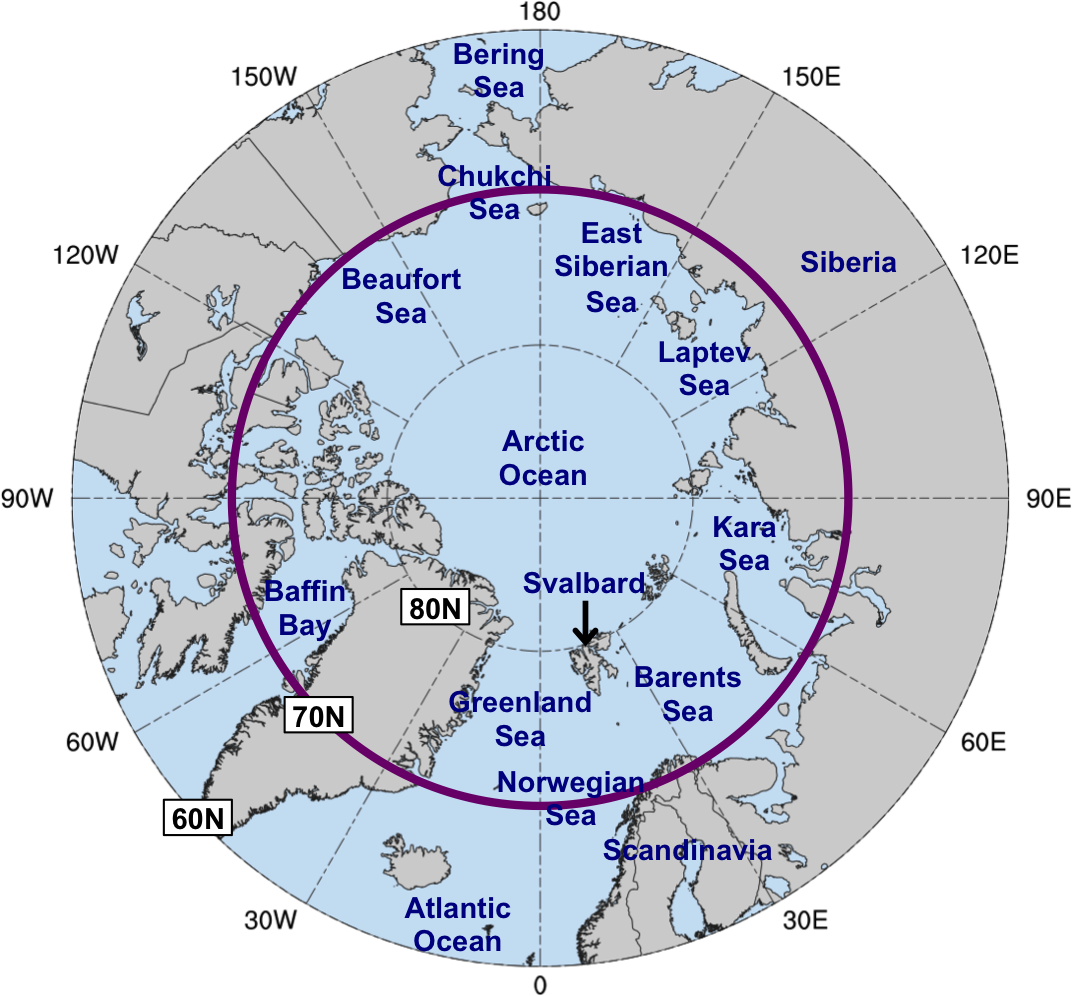 180
Bering
Sea
150W
150E
Chukchi
Sea
East
Siberian
Sea
120W
120E
Siberia
Beaufort
Sea
Laptev
Sea
Arctic
Ocean
90W
90E
Kara
Sea
Svalbard
Baffin
Bay
80N
Barents
Sea
Greenland
Sea
70N
60W
60E
Norwegian
Sea
60N
Scandinavia
Atlantic
Ocean
30W
30E
0